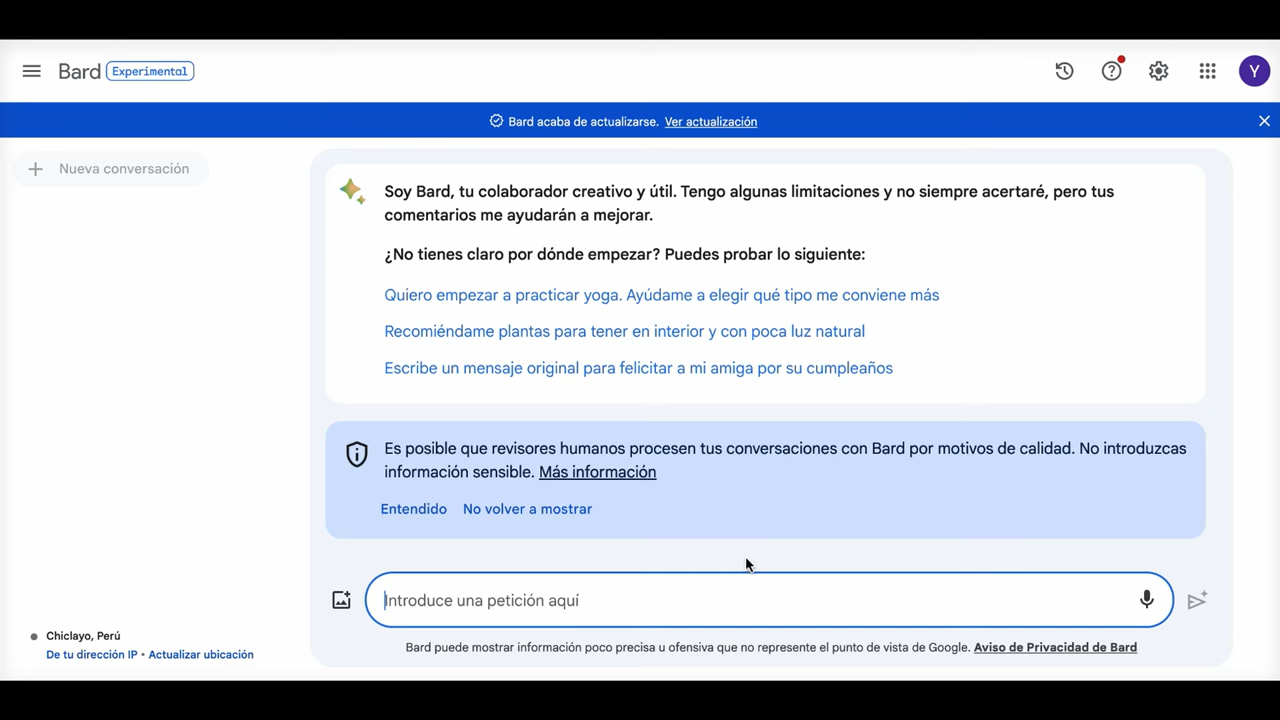 Bard Experimental
Y
Bard acaba de actualizarse. Ver actualización
Nueva conversación
Soy Bard, tu colaborador creativo y útil. Tengo algunas limitaciones y no siempre acertaré, pero tus
comentarios me ayudarán a mejorar.
¿No tienes claro por dónde empezar? Puedes probar lo siguiente:
Quiero empezar a practicar yoga. Ayúdame a elegir qué tipo me conviene más
Recomiéndame plantas para tener en interior y con poca luz natural
Escribe un mensaje original para felicitar a mi amiga por su cumpleaños
Es posible que revisores humanos procesen tus conversaciones con Bard por motivos de calidad. No introduzcas
información sensible. Más información
Entendido No volver a mostrar
Introduce una petición aquí
Chiclayo, Perú
De tu dirección IP • Actualizar ubicación
Bard puede mostrar información poco precisa u ofensiva que no represente el punto de vista de Google. Aviso de Privacidad de Bard